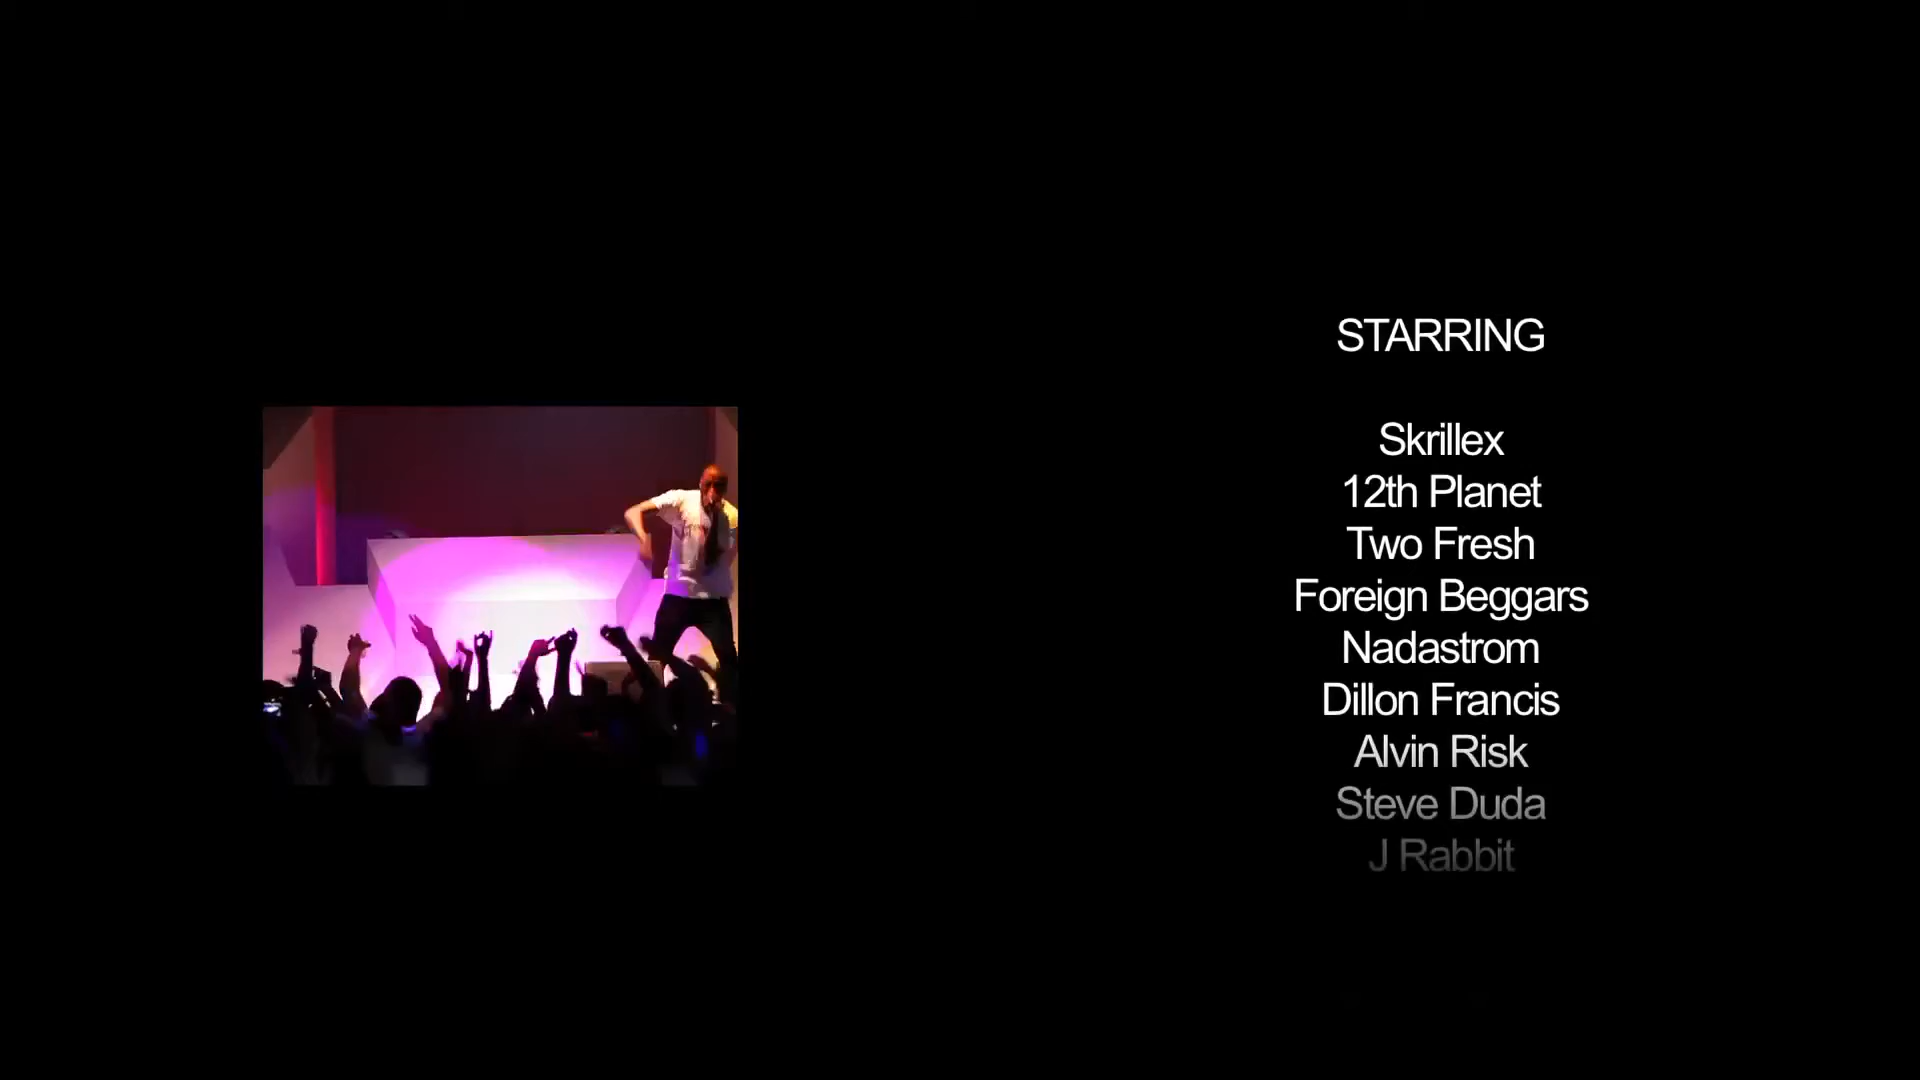 STARRING
Skrillex
12th Planet
Two Fresh
Foreign Beggars
Nadastrom
Dillon Francis
Alvin Risk
Steve Duda
J Rabbit